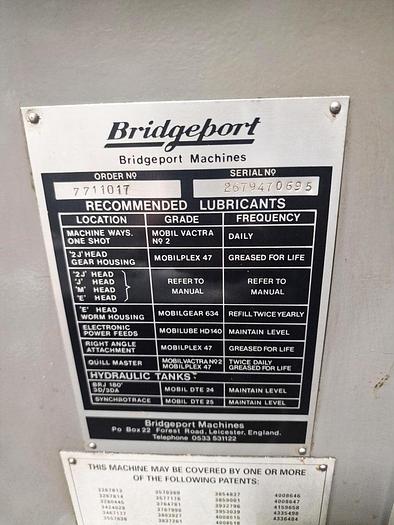 Bridgeport
Bridgeport Machines
ORDER Nº SERIAL Nº
7711017 2679470695
RECOMMENDED LUBRICANTS
LOCATION GRADE FREQUENCY
MACHINE WAYS. ONE SHOT MOBIL VACTRA Nº 2 DAILY
'2J' HEAD GEAR HOUSING MOBILPLEX 47 GREASED FOR LIFE
'2J' HEAD
'J' HEAD
'M' HEAD
'E' HEAD
REFER TO MANUAL REFER TO MANUAL
'E' HEAD WORM HOUSING MOBILGEAR 634 REFILL TWICE YEARLY
ELECTRONIC POWER FEEDS MOBILUBE HD140 MAINTAIN LEVEL
RIGHT ANGLE ATTACHMENT MOBILPLEX 47 GREASED FOR LIFE
QUILL MASTER MOBIL VACTRA Nº 2 MOBILPLEX 47 TWICE DAILY GREASED FOR LIFE
HYDRAULIC TANKS
BRJ 180° 3D/3DA MOBIL DTE 24 MAINTAIN LEVEL
SYNCHROTRACE MOBIL DTE 25 MAINTAIN LEVEL
Bridgeport Machines
Po Box 22 Forest Road. Leicester, England.
Telephone 0533 531122
THIS MACHINE MAY BE COVERED BY ONE OR MORE
OF THE FOLLOWING PATENTS: